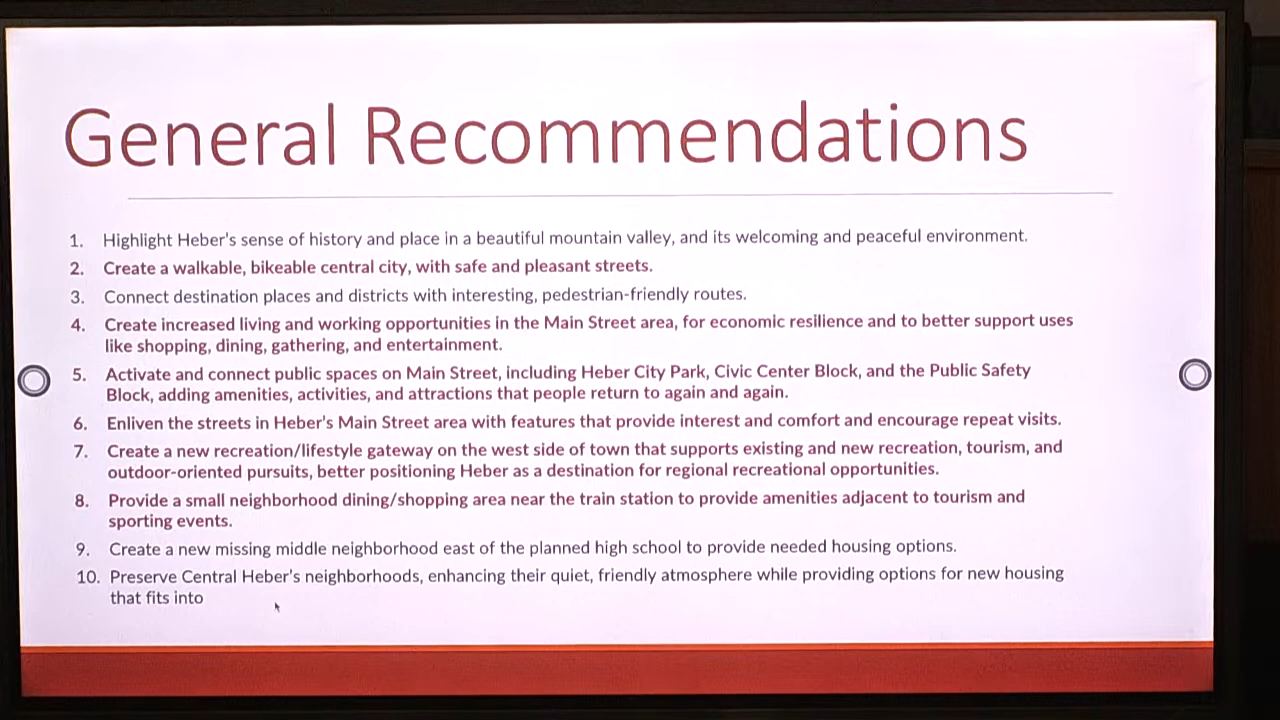 General Recommendations
1. Highlight Heber's sense of history and place in a beautiful mountain valley, and its welcoming and peaceful environment.
2. Create a walkable, bikeable central city, with safe and pleasant streets.
3. Connect destination places and districts with interesting, pedestrian-friendly routes.
4. Create increased living and working opportunities in the Main Street area, for economic resilience and to better support uses
like shopping, dining, gathering, and entertainment.
5. Activate and connect public spaces on Main Street, including Heber City Park, Civic Center Block, and the Public Safety
Block, adding amenities, activities, and attractions that people return to again and again.
6. Enliven the streets in Heber's Main Street area with features that provide interest and comfort and encourage repeat visits.
7. Create a new recreation/lifestyle gateway on the west side of town that supports existing and new recreation, tourism, and
outdoor-oriented pursuits, better positioning Heber as a destination for regional recreational opportunities.
8. Provide a small neighborhood dining/shopping area near the train station to provide amenities adjacent to tourism and
sporting events.
9. Create a new missing middle neighborhood east of the planned high school to provide needed housing options.
10. Preserve Central Heber's neighborhoods, enhancing their quiet, friendly atmosphere while providing options for new housing
that fits into